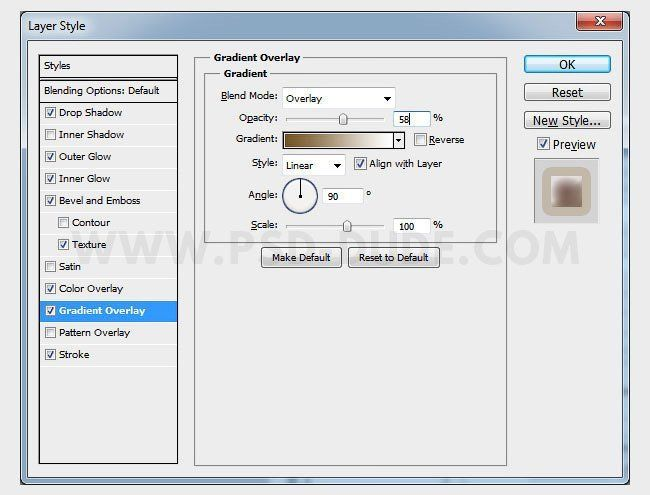 Layer Style
Styles
Blending Options: Default
Drop Shadow
Inner Shadow
Outer Glow
Inner Glow
Bevel and Emboss
Contour
Texture
Satin
Color Overlay
Gradient Overlay
Pattern Overlay
Stroke
Gradient Overlay
Gradient
Blend Mode: Overlay
Opacity: 58 %
Gradient: Reverse
Style: Linear Align with Layer
Angle: 90 °
Scale: 100 %
Make Default Reset to Default
OK
Reset
New Style...
Preview
WWW.PSD-DUDE.COM